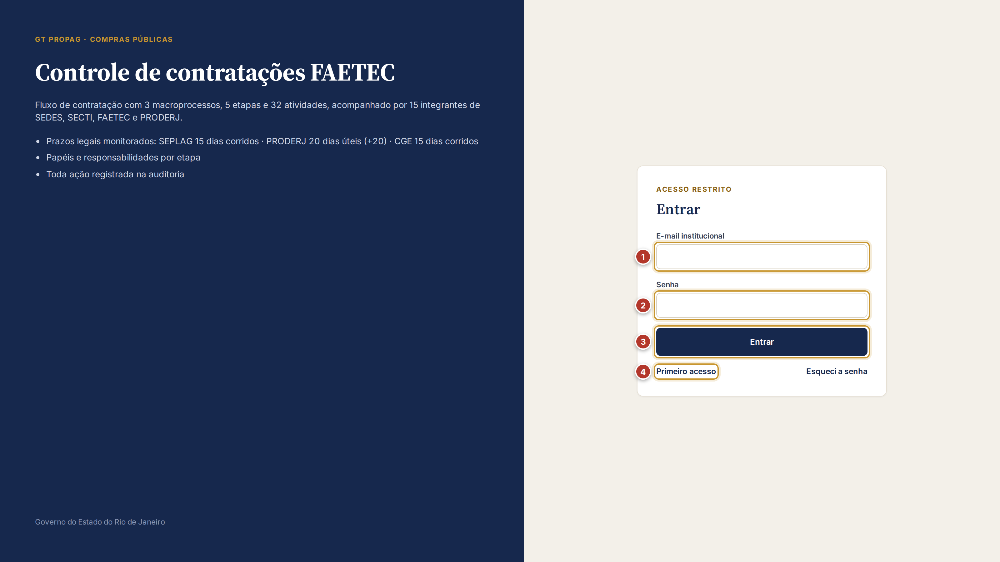 GT PROPAG · COMPRAS PÚBLICAS
Controle de contratações FAETEC
Fluxo de contratação com 3 macroprocessos, 5 etapas e 32 atividades, acompanhado por 15 integrantes de
SEDES, SECTI, FAETEC e PRODERJ.
• Prazos legais monitorados: SEPLAG 15 dias corridos · PRODERJ 20 dias úteis (+20) · CGE 15 dias corridos
• Papéis e responsabilidades por etapa
• Toda ação registrada na auditoria
Governo do Estado do Rio de Janeiro
ACESSO RESTRITO
Entrar
E-mail institucional
1
Senha
2
3 Entrar
4 Primeiro acesso Esqueci a senha